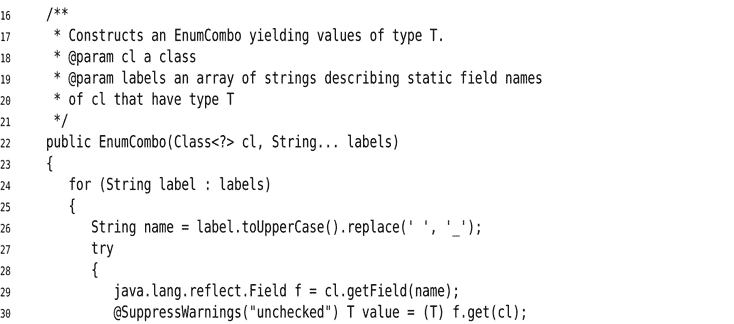 16 /**
17  * Constructs an EnumCombo yielding values of type T.
18  * @param cl a class
19  * @param labels an array of strings describing static field names
20  * of cl that have type T
21  */
22 public EnumCombo(Class<?> cl, String... labels)
23 {
24    for (String label : labels)
25    {
26       String name = label.toUpperCase().replace(' ', '_');
27       try
28       {
29          java.lang.reflect.Field f = cl.getField(name);
30          @SuppressWarnings("unchecked") T value = (T) f.get(cl);